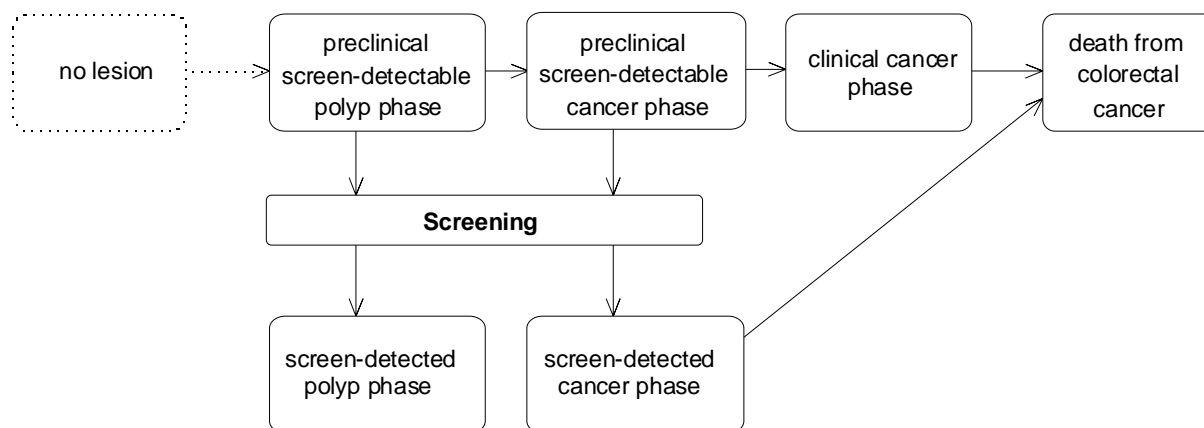 no lesion
preclinical
screen-detectable
polyp phase
preclinical
screen-detectable
cancer phase
clinical cancer
phase
death from
colorectal
cancer
Screening
screen-detected
polyp phase
screen-detected
cancer phase